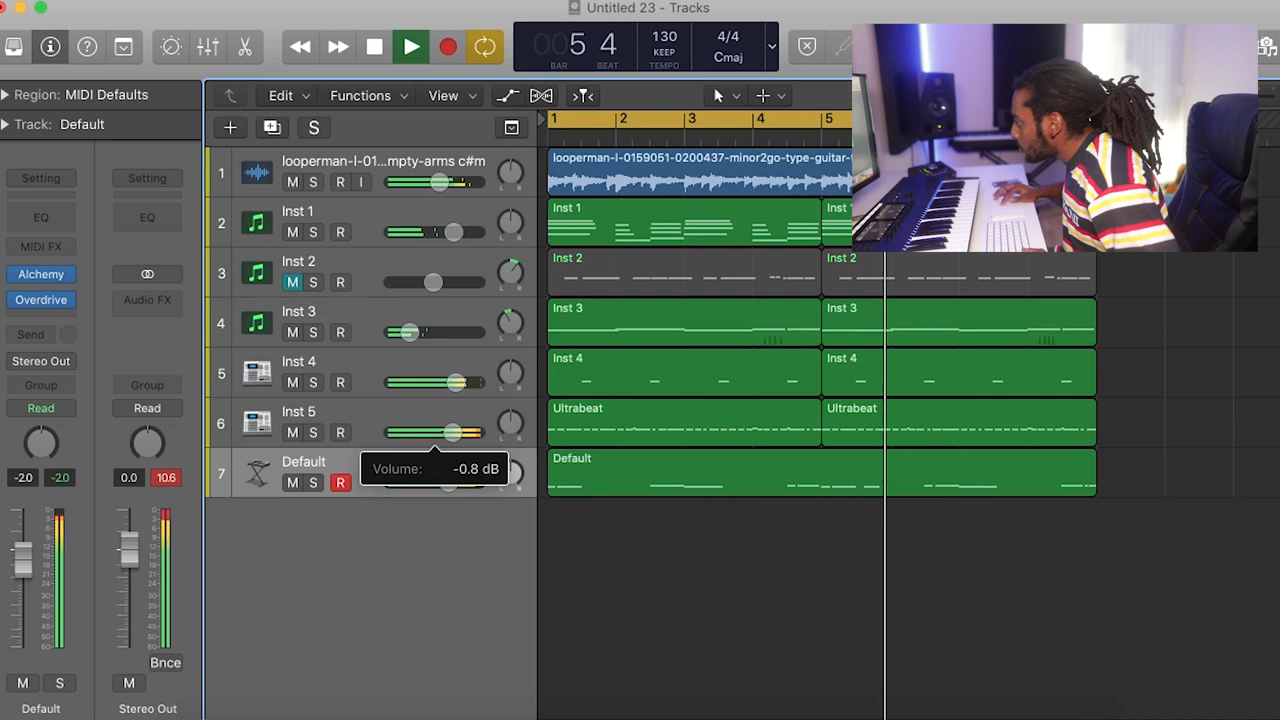 Untitled 23 - Tracks
005 4
BAR BEAT
130
KEEP
TEMPO
4/4
Cmaj
Region: MIDI Defaults
Track: Default
Edit Functions View
S
1 2 3 4 5
Setting Setting
EQ EQ
MIDI FX
Alchemy
Overdrive Audio FX
Send
Stereo Out
Group Group
Read Read
-2.0 -2.0 0.0 10.6
Bnce
M S M
Default Stereo Out
1 looperman-l-01...mpty-arms c#m
M S R I
L R
looperman-l-0159051-0200437-minor2go-type-guitar-
2 Inst 1
M S R
L R
Inst 1 Inst 1
3 Inst 2
M S R
L R
Inst 2 Inst 2
4 Inst 3
M S R
L R
Inst 3 Inst 3
5 Inst 4
M S R
L R
Inst 4 Inst 4
6 Inst 5
M S R
L R
Ultrabeat Ultrabeat
7 Default
M S R
Volume: -0.8 dB
Default